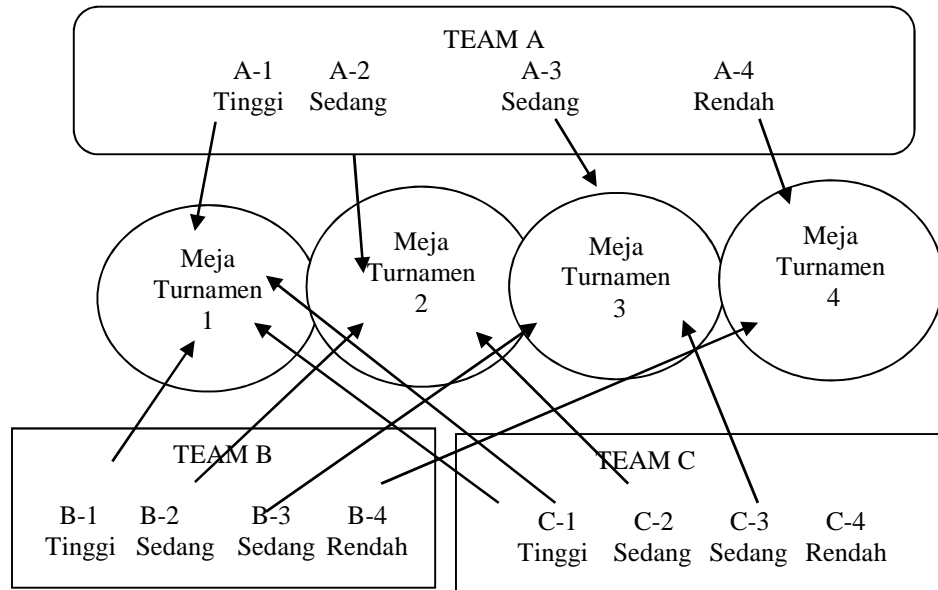 TEAM A
A-1 A-2 A-3 A-4
Tinggi Sedang Sedang Rendah
Meja Turnamen 1
Meja Turnamen 2
Meja Turnamen 3
Meja Turnamen 4
TEAM B
B-1 B-2 B-3 B-4
Tinggi Sedang Sedang Rendah
TEAM C
C-1 C-2 C-3 C-4
Tinggi Sedang Sedang Rendah